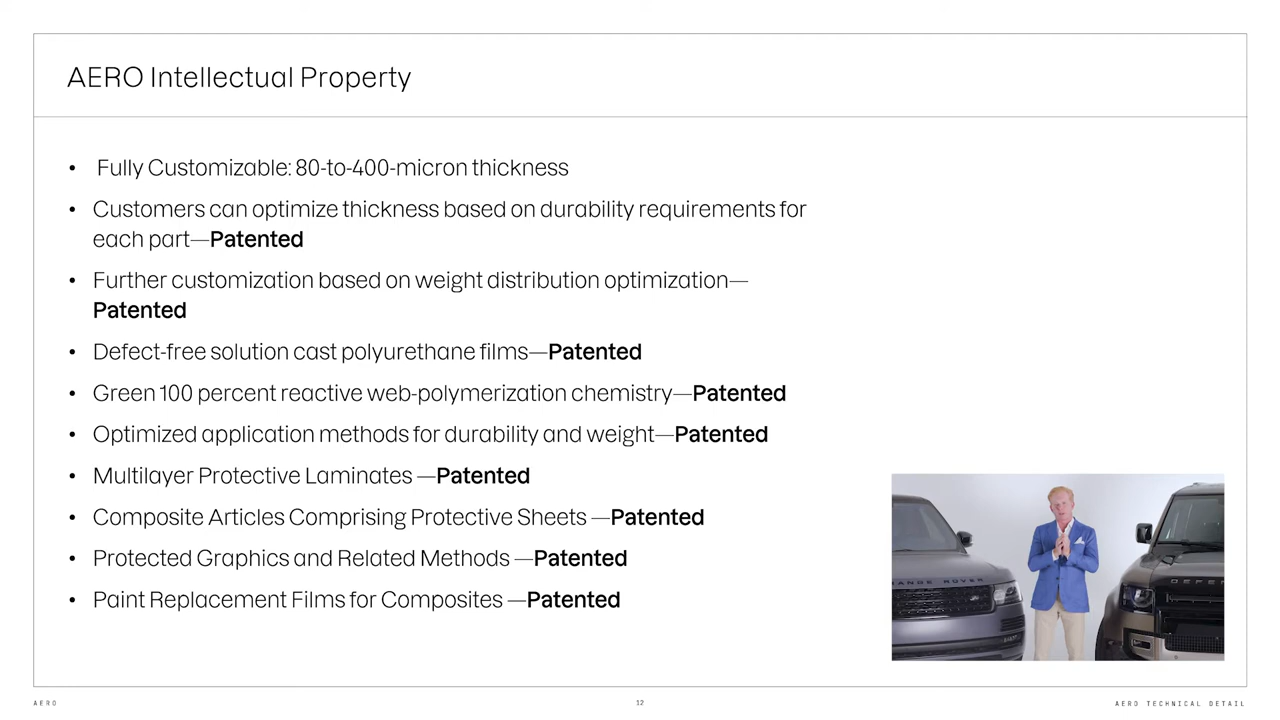 AERO Intellectual Property
• Fully Customizable: 80-to-400-micron thickness
• Customers can optimize thickness based on durability requirements for
each part—Patented
• Further customization based on weight distribution optimization—
Patented
• Defect-free solution cast polyurethane films—Patented
• Green 100 percent reactive web-polymerization chemistry—Patented
• Optimized application methods for durability and weight—Patented
• Multilayer Protective Laminates —Patented
• Composite Articles Comprising Protective Sheets —Patented
• Protected Graphics and Related Methods —Patented
• Paint Replacement Films for Composites —Patented
ANGE ROVER
DEFEN
AERO
12
AERO TECHNICAL DETAIL